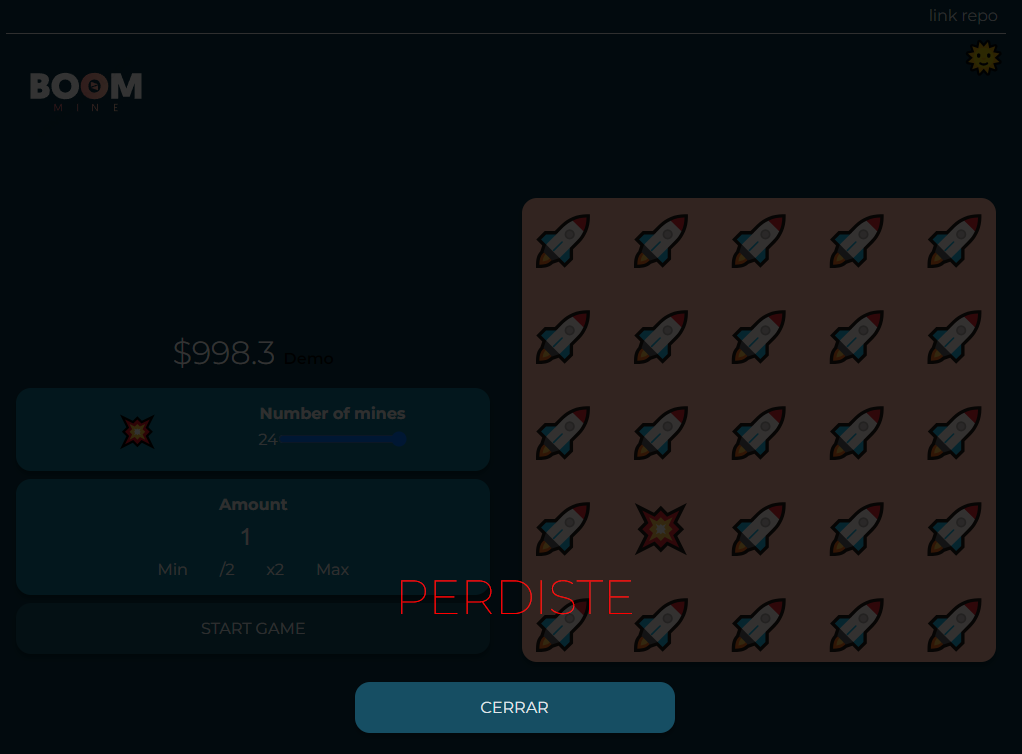 link repo
BOOM
MINE
$998.3 Demo
Number of mines
24
Amount
1
Min /2 x2 Max
PERDISTE
START GAME
CERRAR